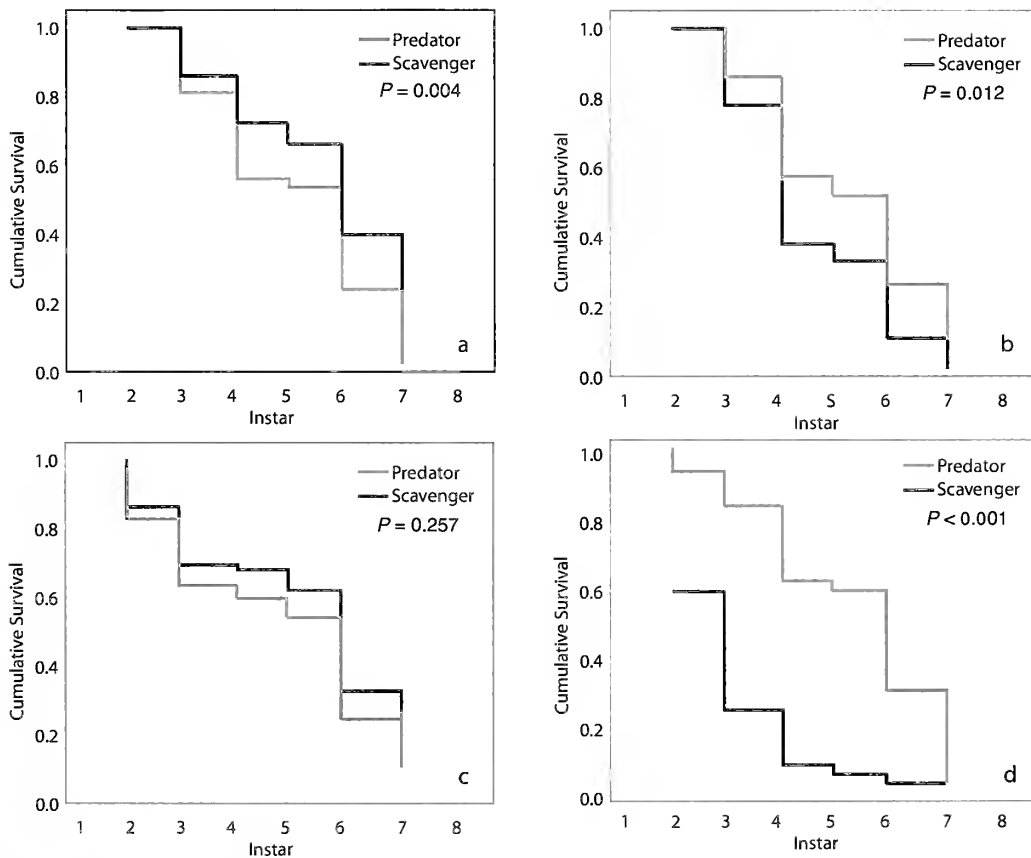 1.0
0.8
0.6
0.4
0.2
0.0
Cumulative Survival
Predator
Scavenger
P = 0.004
a
1 2 3 4 5 6 7 8
Instar
1.0
0.8
0.6
0.4
0.2
0.0
Cumulative Survival
Predator
Scavenger
P = 0.012
b
1 2 3 4 S 6 7 8
Instar
1.0
0.8
0.6
0.4
0.2
0.0
Cumulative Survival
Predator
Scavenger
P = 0.257
c
1 2 3 4 5 6 7 8
Instar
1.0
0.8
0.6
0.4
0.2
0.0
Cumulative Survival
Predator
Scavenger
P < 0.001
d
1 2 3 4 5 6 7 8
Instar